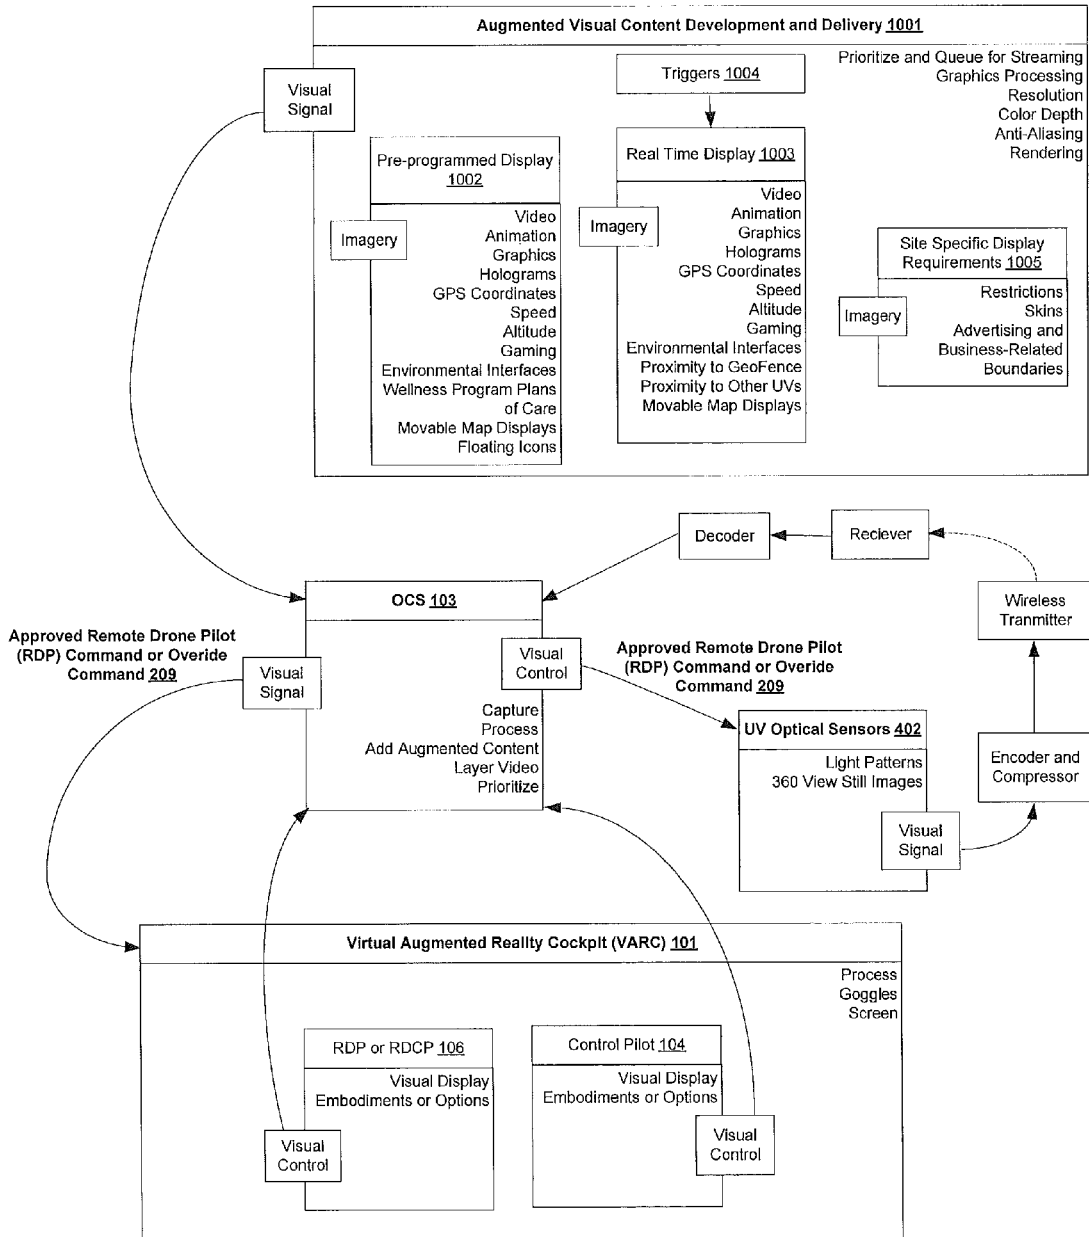 Augmented Visual Content Development and Delivery 1001
Visual
Signal
Prioritize and Queue for Streaming
Graphics Processing
Resolution
Color Depth
Anti-Aliasing
Rendering
Triggers 1004
Pre-programmed Display
1002
Imagery
Video
Animation
Graphics
Holograms
GPS Coordinates
Speed
Altitude
Gaming
Environmental Interfaces
Wellness Program Plans
of Care
Movable Map Displays
Floating Icons
Real Time Display 1003
Imagery
Video
Animation
Graphics
Holograms
GPS Coordinates
Speed
Altitude
Gaming
Environmental Interfaces
Proximity to GeoFence
Proximity to Other UVs
Movable Map Displays
Site Specific Display
Requirements 1005
Imagery
Restrictions
Skins
Advertising and
Business-Related
Boundaries
Decoder
Reciever
Wireless
Tranmitter
OCS 103
Approved Remote Drone Pilot
(RDP) Command or Overide
Command 209
Visual
Signal
Visual
Control
Capture
Process
Add Augmented Content
Layer Video
Prioritize
Approved Remote Drone Pilot
(RDP) Command or Overide
Command 209
UV Optical Sensors 402
Light Patterns
360 View Still Images
Visual
Signal
Encoder and
Compressor
Virtual Augmented Reality Cockpit (VARC) 101
Process
Goggles
Screen
RDP or RDCP 106
Visual Display
Embodiments or Options
Visual
Control
Control Pilot 104
Visual Display
Embodiments or Options
Visual
Control